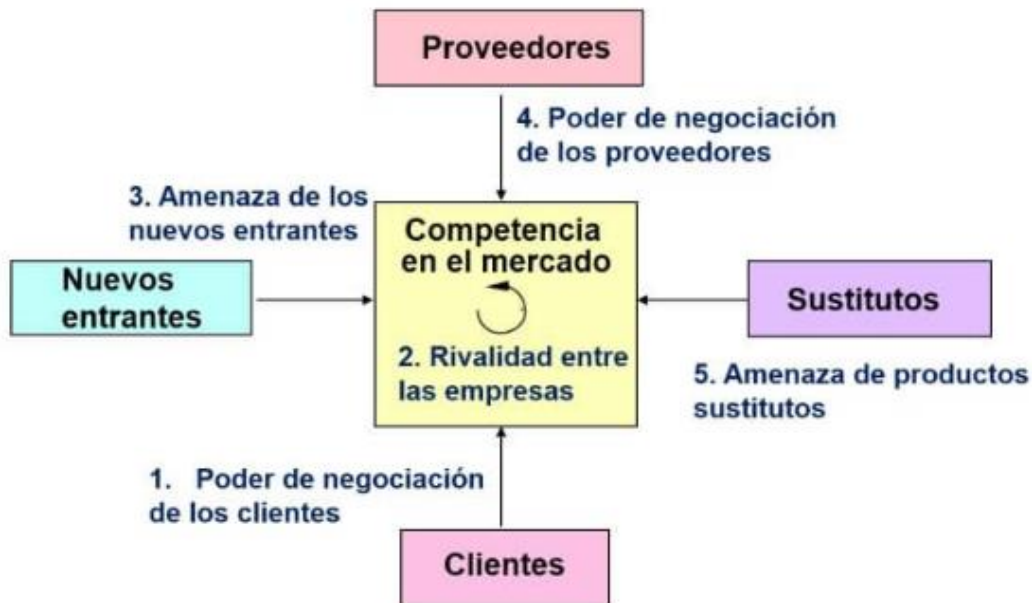 Proveedores
4. Poder de negociación
de los proveedores
3. Amenaza de los
nuevos entrantes
Competencia
en el mercado
Nuevos
entrantes
Sustitutos
2. Rivalidad entre
las empresas
5. Amenaza de productos
sustitutos
1. Poder de negociación
de los clientes
Clientes